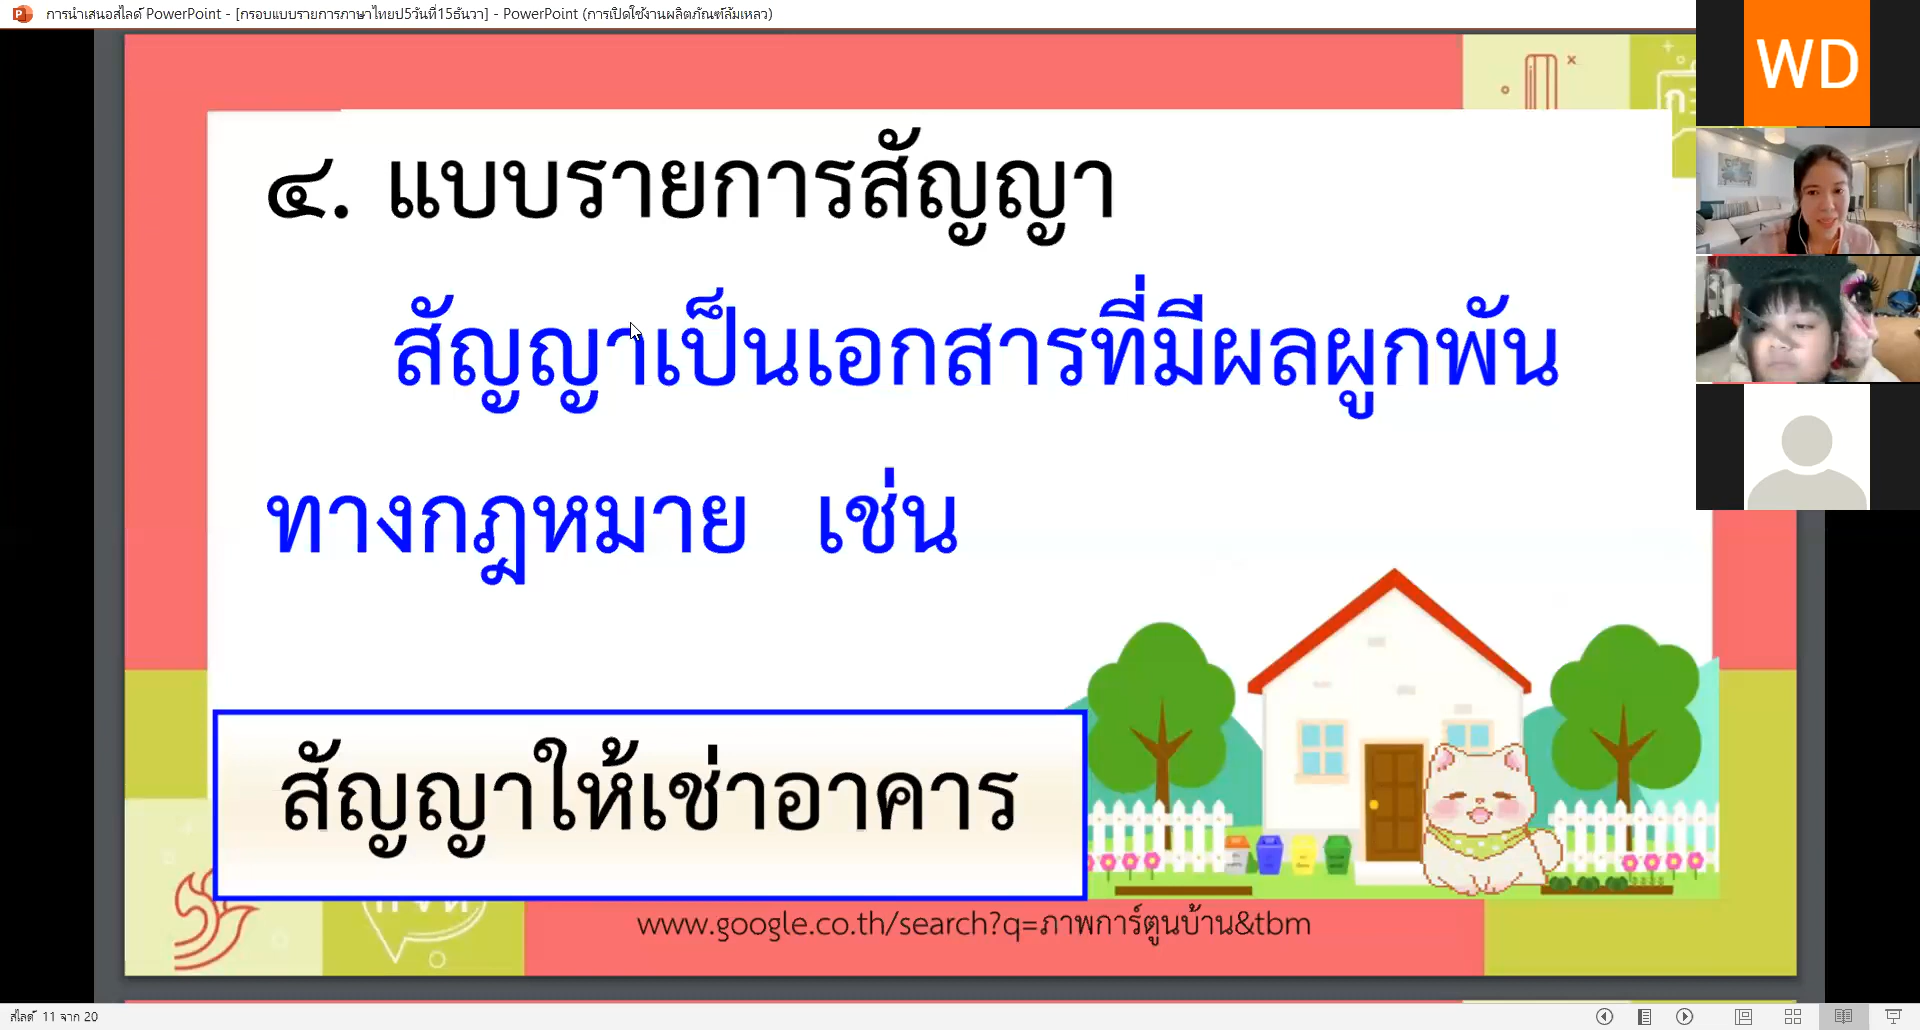 การนำเสนอสไลด์ PowerPoint - [กรอบแบบรายการภาษาไทยป5วันที่15ธันวา] - PowerPoint (การเปิดใช้งานผลิตภัณฑ์ล้มเหลว)
WD
๔. แบบรายการสัญญา
สัญญาเป็นเอกสารที่มีผลผูกพัน
ทางกฎหมาย เช่น
สัญญาให้เช่าอาคาร
www.google.co.th/search?q=ภาพการ์ตูนบ้าน&tbm
สไลด์ 11 จาก 20